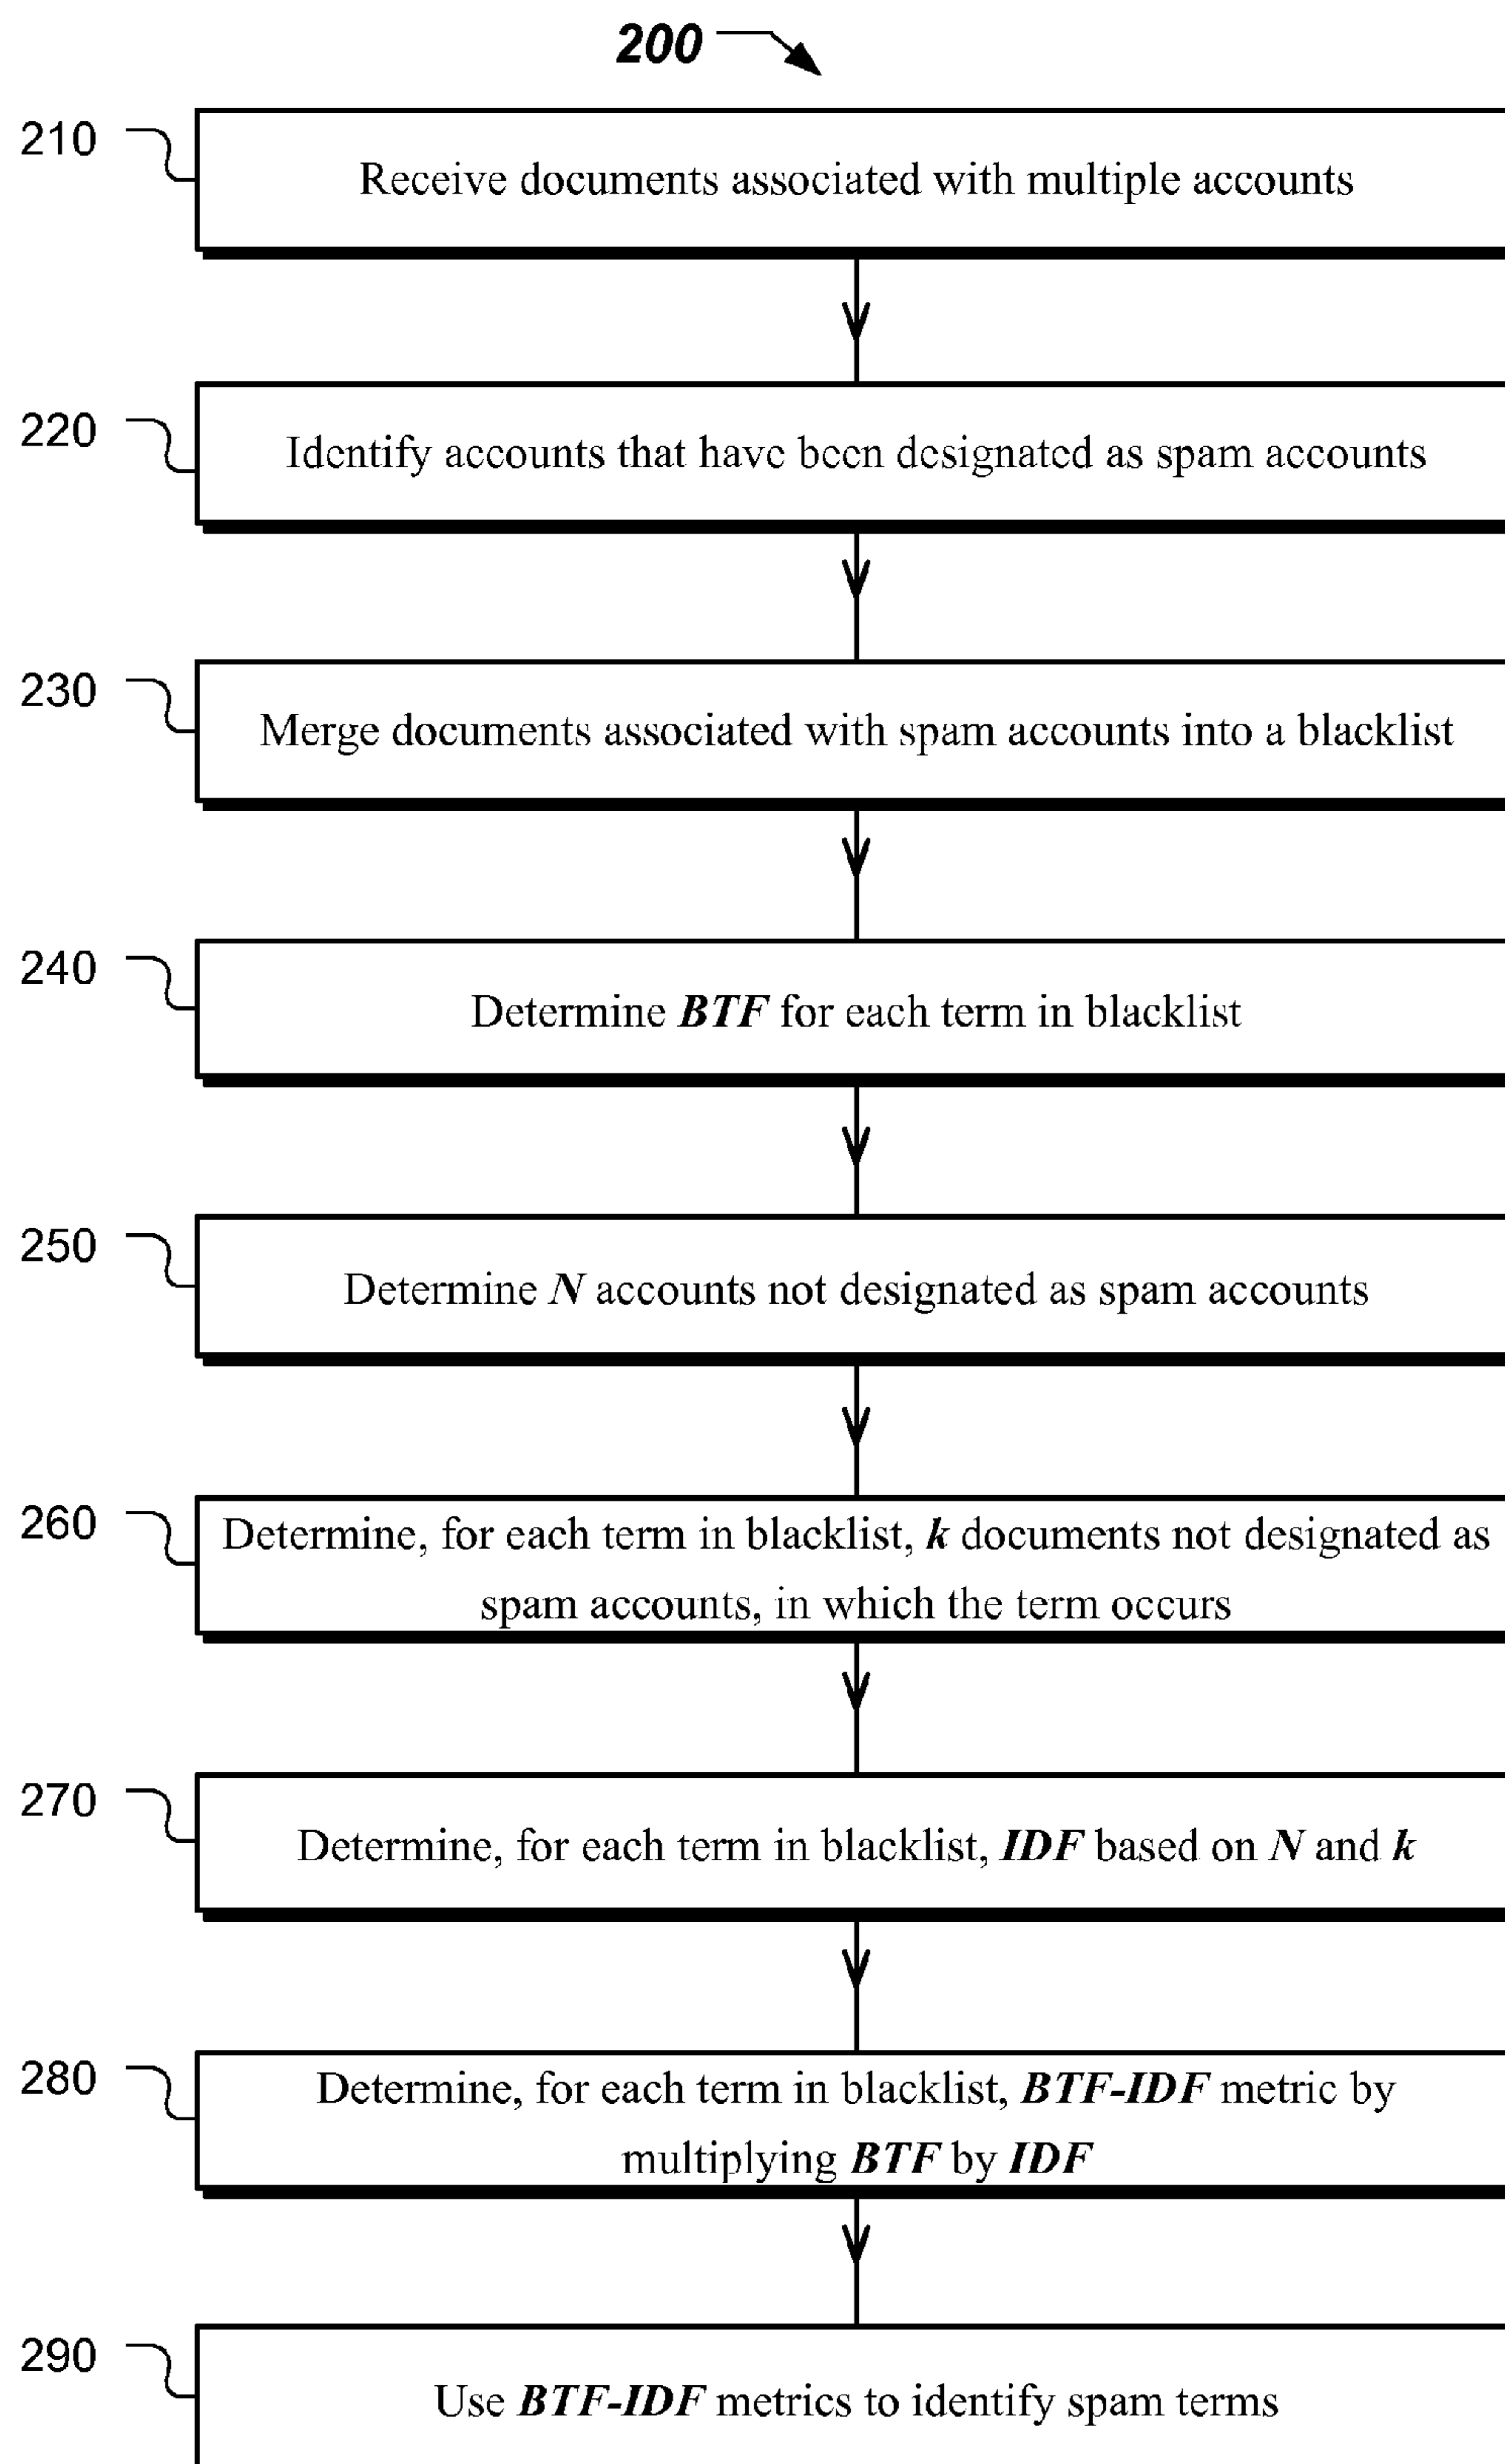 200
210
Receive documents associated with multiple accounts
220
Identify accounts that have been designated as spam accounts
230
Merge documents associated with spam accounts into a blacklist
240
Determine BTF for each term in blacklist
250
Determine N accounts not designated as spam accounts
260
Determine, for each term in blacklist, k documents not designated as
spam accounts, in which the term occurs
270
Determine, for each term in blacklist, IDF based on N and k
280
Determine, for each term in blacklist, BTF-IDF metric by
multiplying BTF by IDF
290
Use BTF-IDF metrics to identify spam terms